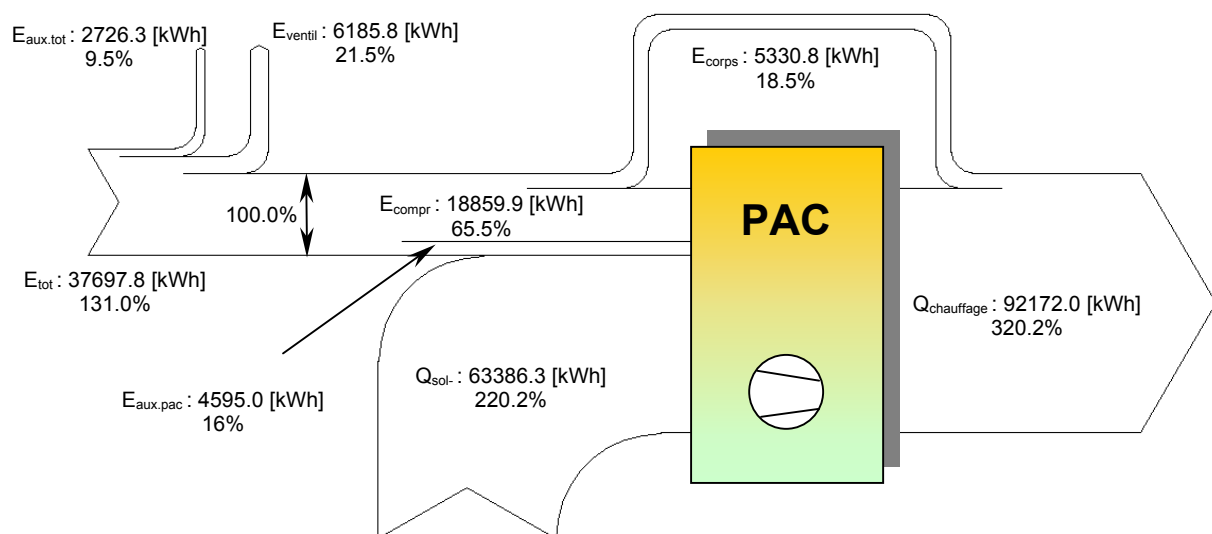 E_aux.tot : 2726.3 [kWh]
9.5%
E_ventil : 6185.8 [kWh]
21.5%
E_corps : 5330.8 [kWh]
18.5%
100.0%
E_compr : 18859.9 [kWh]
65.5%
PAC
E_tot : 37697.8 [kWh]
131.0%
Q_chauffage : 92172.0 [kWh]
320.2%
E_aux.pac : 4595.0 [kWh]
16%
Q_sol- : 63386.3 [kWh]
220.2%